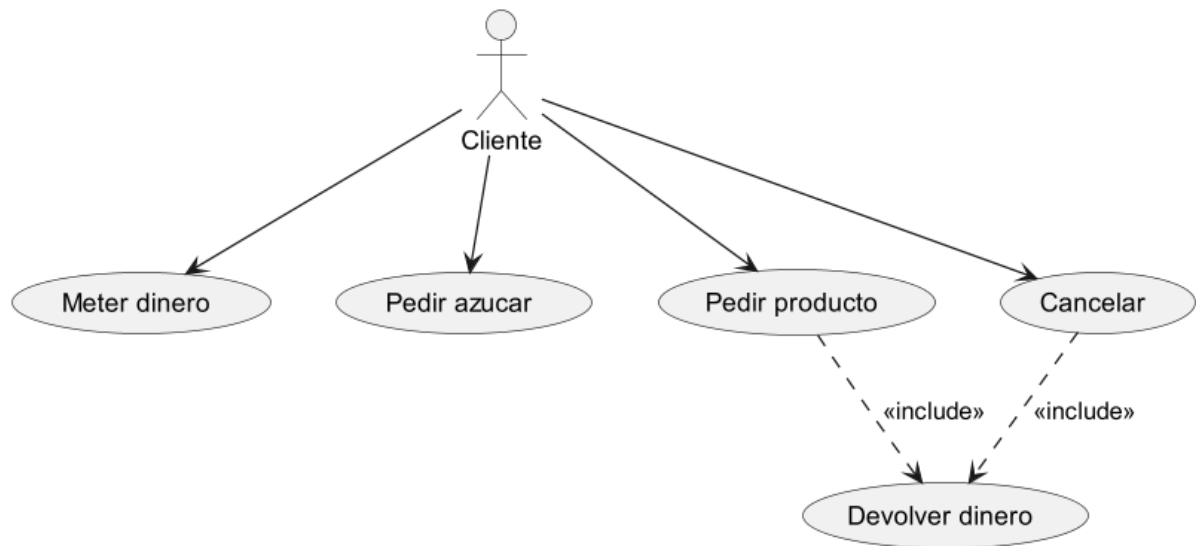 Cliente
Meter dinero
Pedir azucar
Pedir producto
Cancelar
«include»
«include»
Devolver dinero